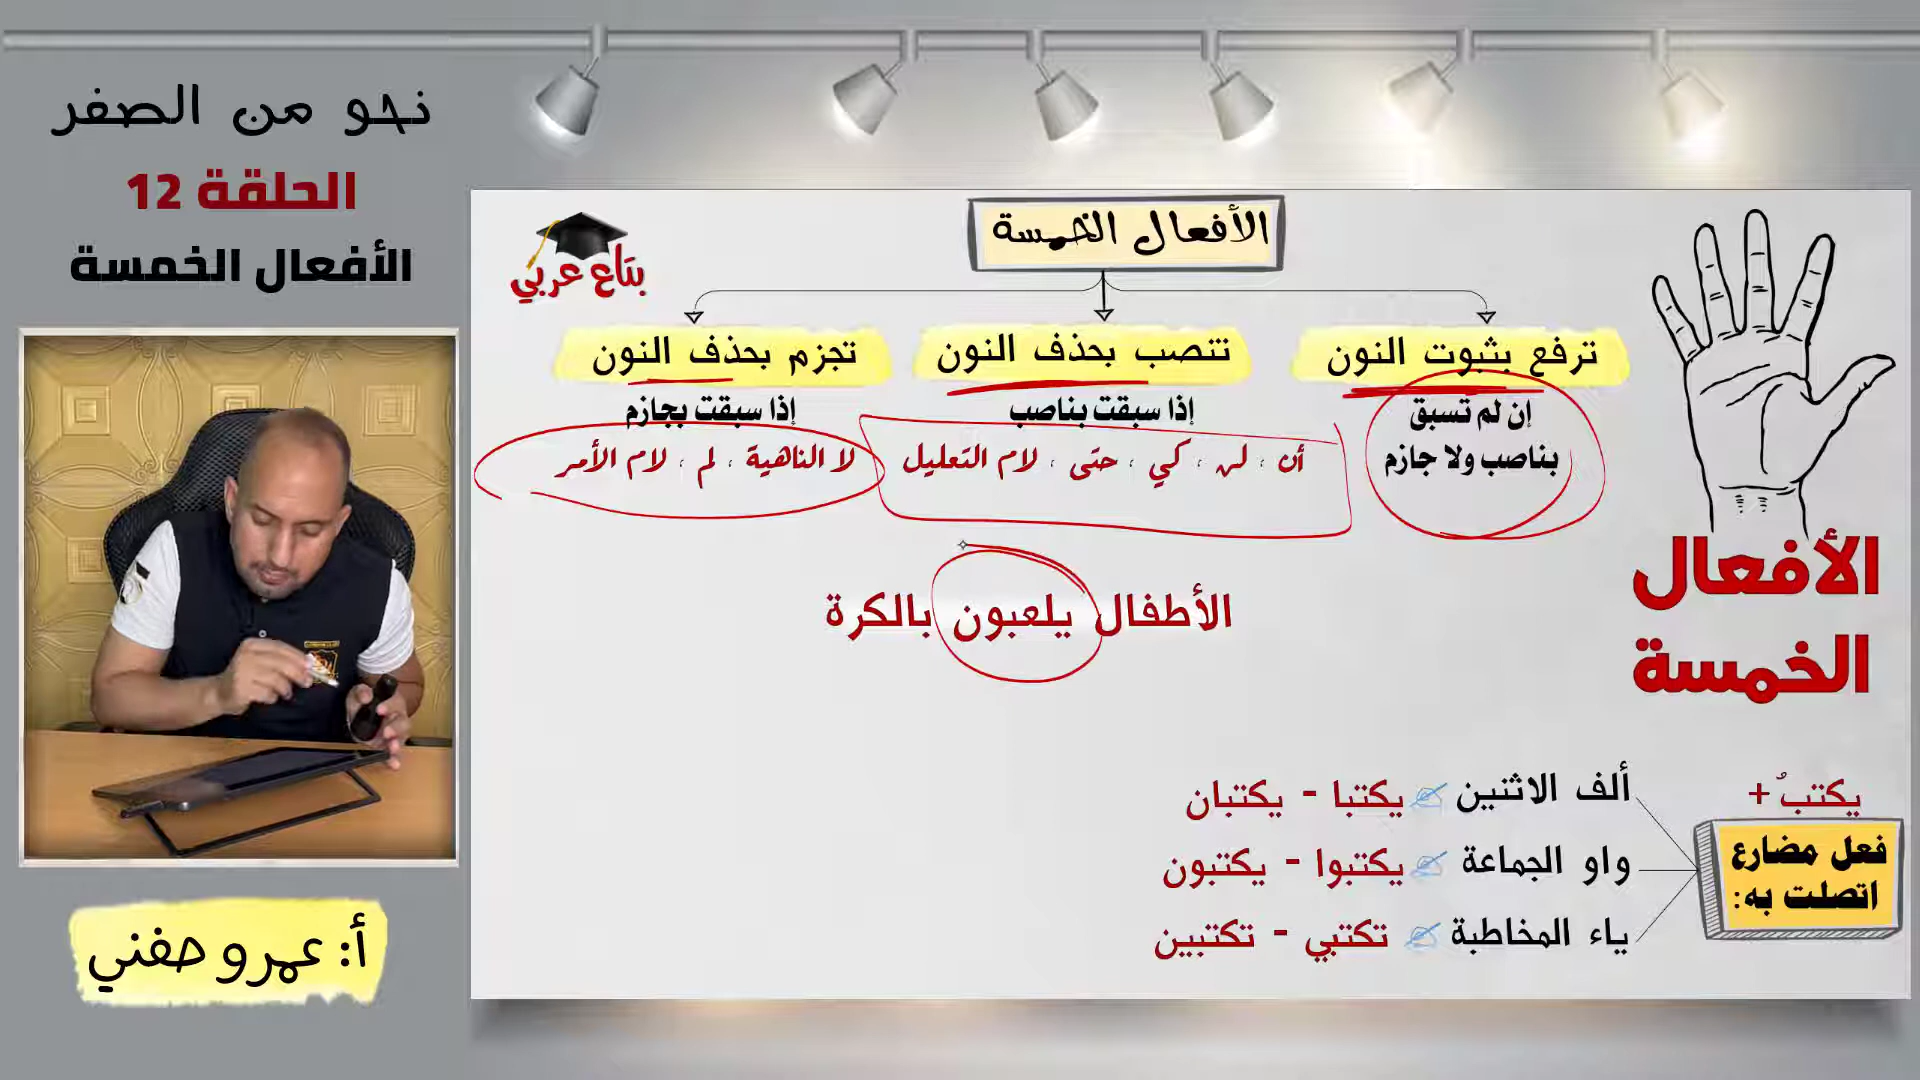 نحو من الصفر
الحلقة 12
الأفعال الخمسة
أ: عمرو حفني
بتاع عربي
الأفعال الخمسة
ترفع بثبوت النون
إن لم تسبق
بناصب ولا جازم
تنصب بحذف النون
إذا سبقت بناصب
أن ، لن ، كي ، حتى ، لام التعليل
تجزم بحذف النون
إذا سبقت بجازم
لا الناهية ، لم ، لام الأمر
الأطفال يلعبون بالكرة
الأفعال
الخمسة
يكتبُ +
فعل مضارع
اتصلت به:
ألف الاثنين يكتبا - يكتبان
واو الجماعة يكتبوا - يكتبون
ياء المخاطبة تكتبي - تكتبين